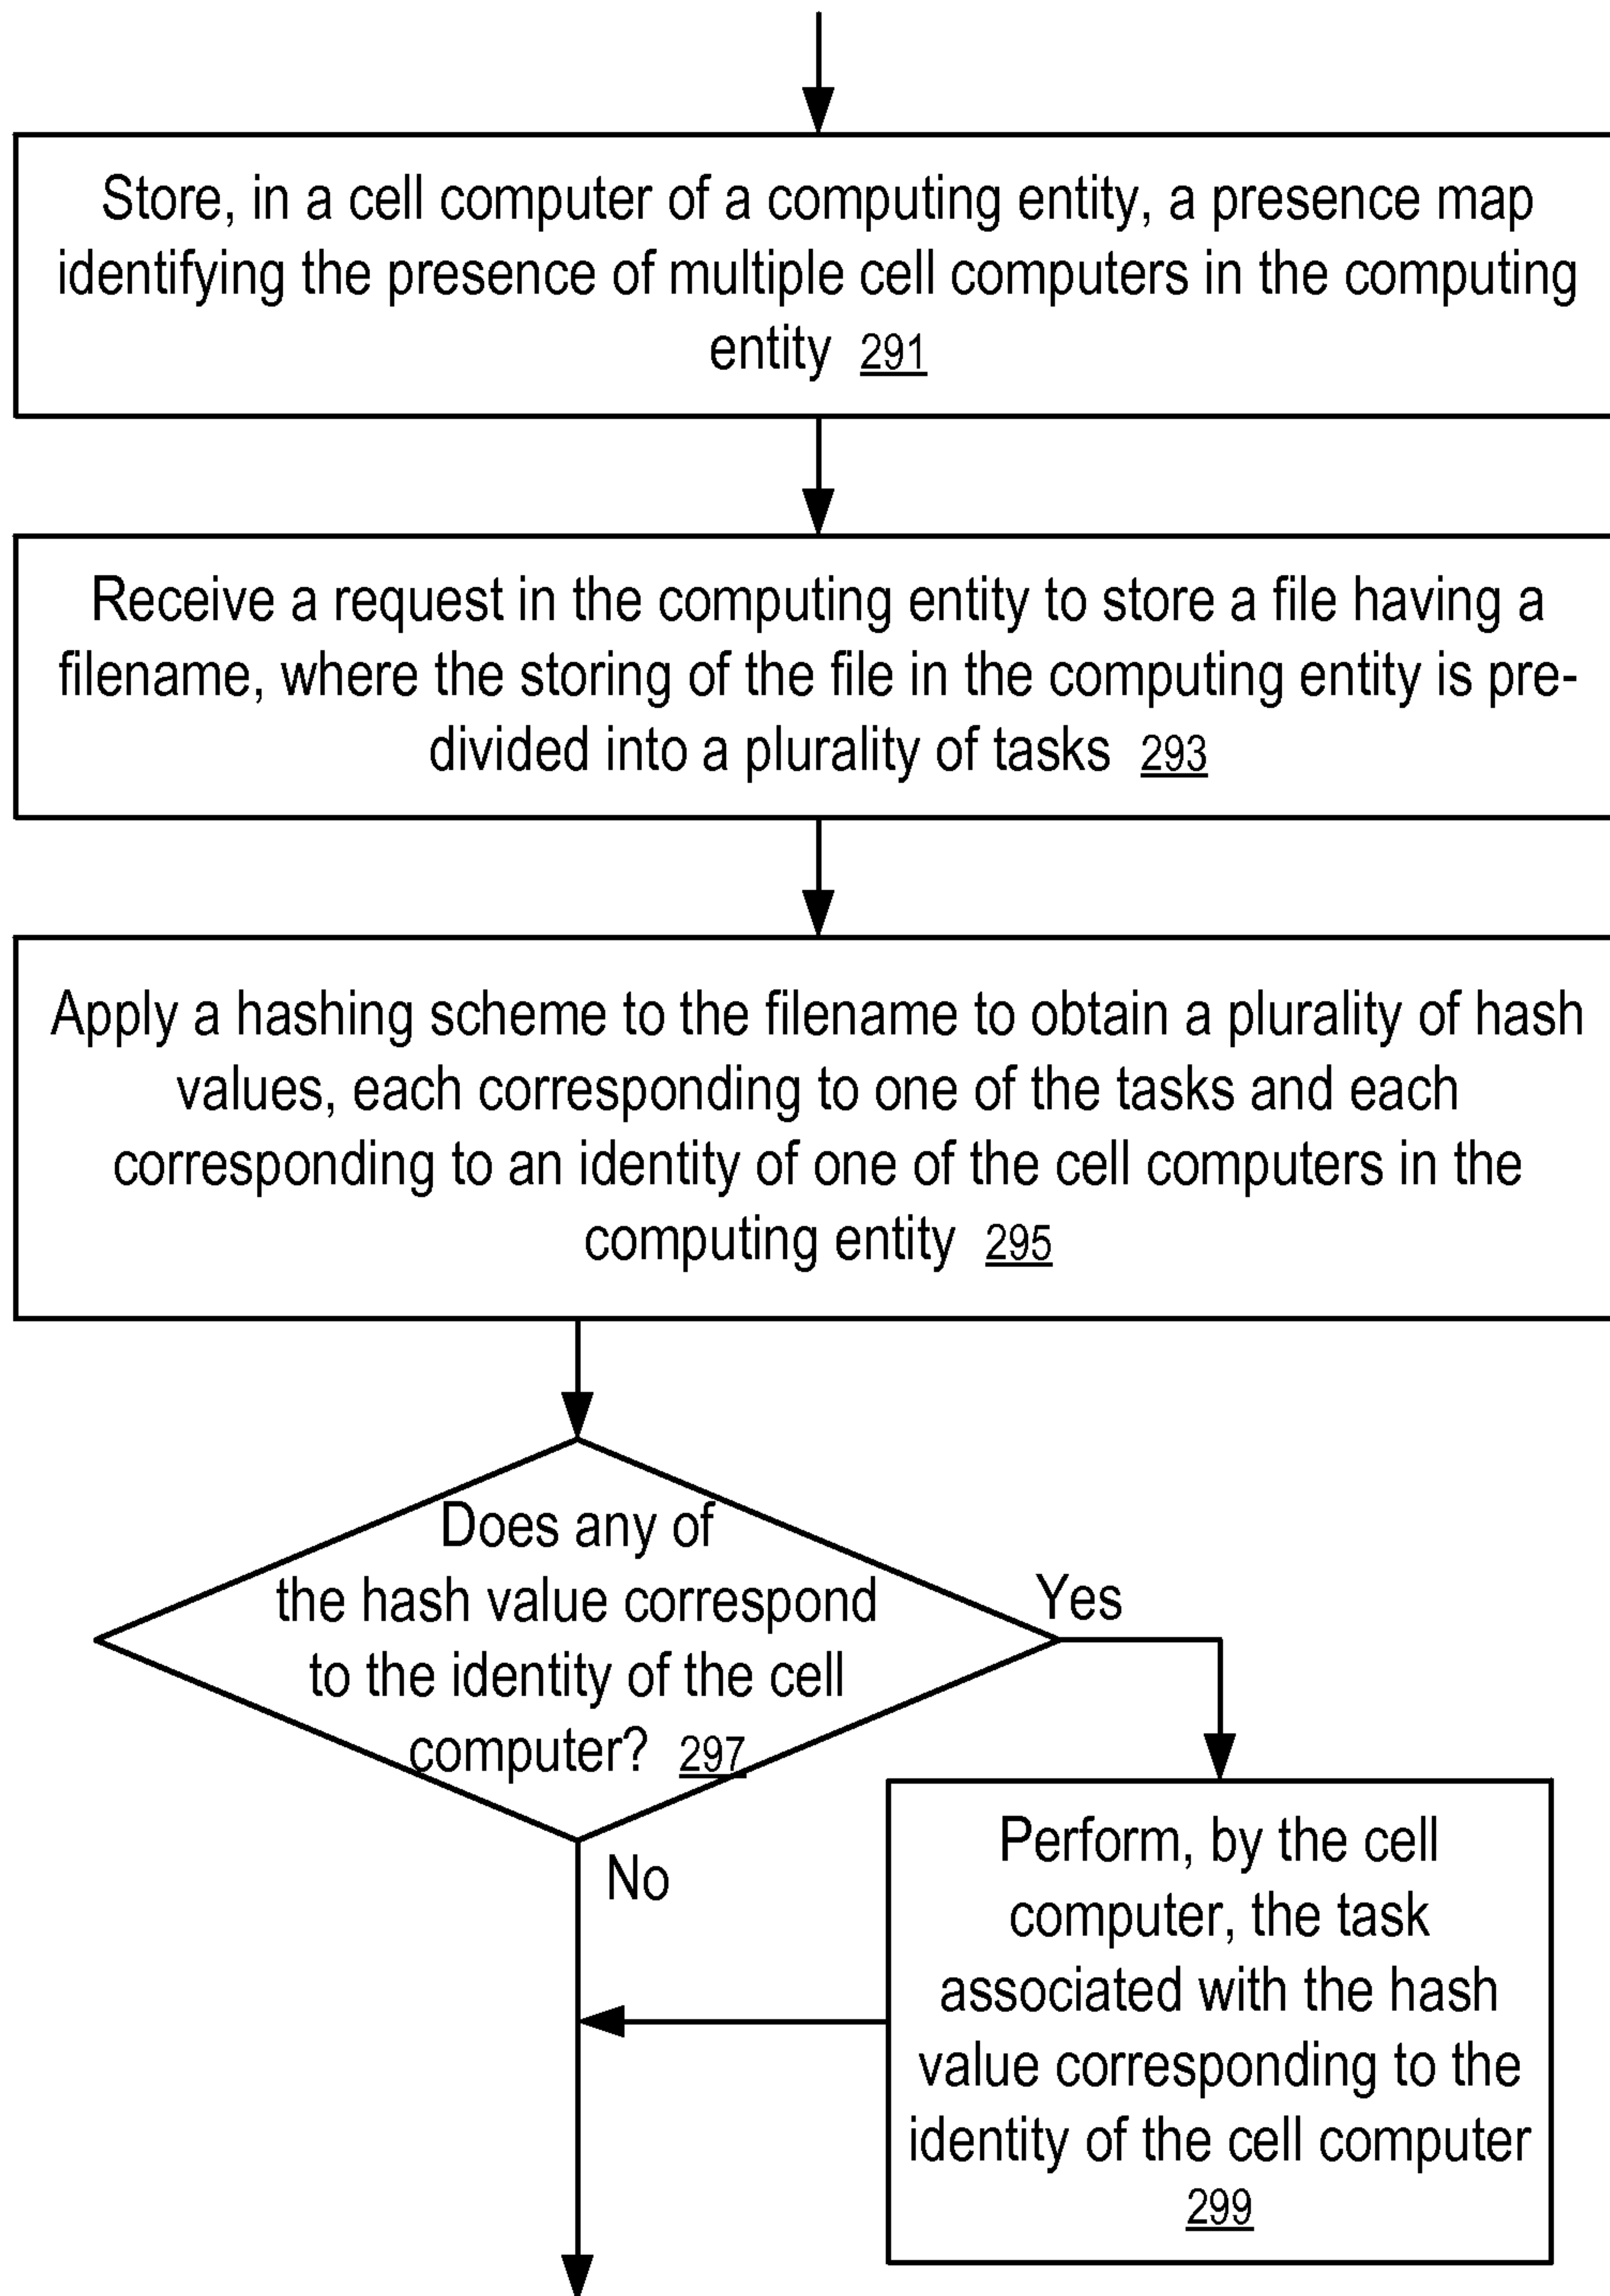 Store, in a cell computer of a computing entity, a presence map
identifying the presence of multiple cell computers in the computing
entity 291
Receive a request in the computing entity to store a file having a
filename, where the storing of the file in the computing entity is pre-
divided into a plurality of tasks 293
Apply a hashing scheme to the filename to obtain a plurality of hash
values, each corresponding to one of the tasks and each
corresponding to an identity of one of the cell computers in the
computing entity 295
Does any of
the hash value correspond
to the identity of the cell
computer? 297
Yes
No
Perform, by the cell
computer, the task
associated with the hash
value corresponding to the
identity of the cell computer
299